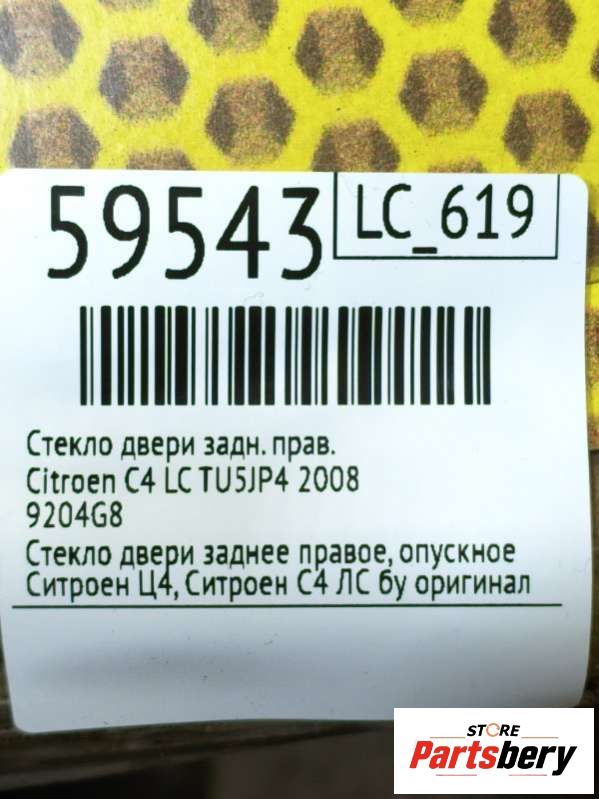 59543
LC_619
Стекло двери задн. прав.
Citroen C4 LC TU5JP4 2008
9204G8
Стекло двери заднее правое, опускное
Ситроен Ц4, Ситроен С4 ЛС бу оригинал
STORE
Partsbery